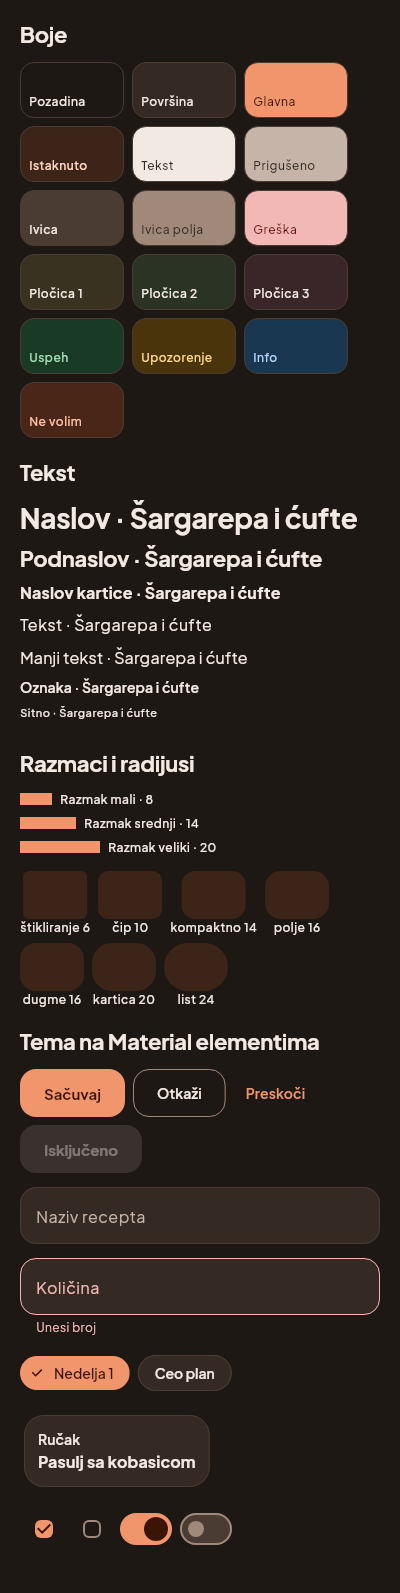 Boje
Pozadina Površina Glavna
Istaknuto Tekst Prigušeno
Ivica Ivica polja Greška
Pločica 1 Pločica 2 Pločica 3
Uspeh Upozorenje Info
Ne volim
Tekst
Naslov · Šargarepa i ćufte
Podnaslov · Šargarepa i ćufte
Naslov kartice · Šargarepa i ćufte
Tekst · Šargarepa i ćufte
Manji tekst · Šargarepa i ćufte
Oznaka · Šargarepa i ćufte
Sitno · Šargarepa i ćufte
Razmaci i radijusi
Razmak mali · 8
Razmak srednji · 14
Razmak veliki · 20
štikliranje 6 čip 10 kompaktno 14 polje 16
dugme 16 kartica 20 list 24
Tema na Material elementima
Sačuvaj Otkaži Preskoči
Isključeno
Naziv recepta
Količina
Unesi broj
Nedelja 1 Ceo plan
Ručak
Pasulj sa kobasicom